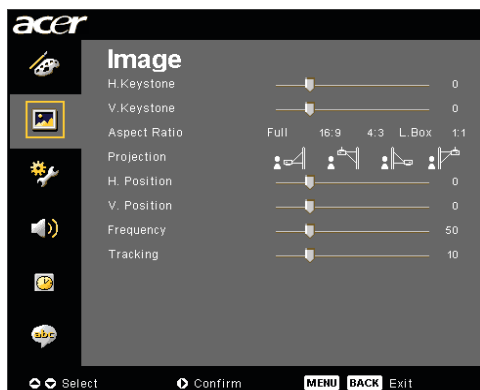 acer
Image
H.Keystone 0
V.Keystone 0
Aspect Ratio Full 16:9 4:3 L.Box 1:1
Projection
H. Position 0
V. Position 0
Frequency 50
Tracking 10
abc
Select Confirm MENU BACK Exit